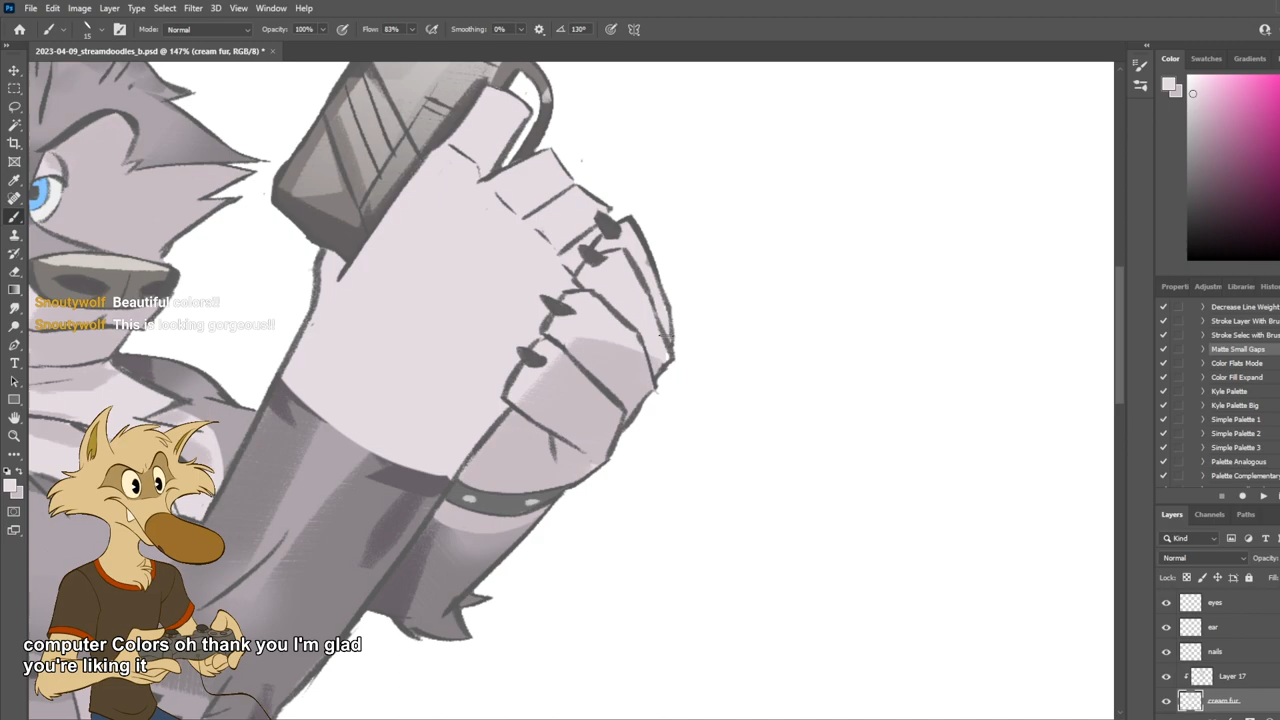 File Edit Image Layer Type Select Filter 3D View Window Help
15 Mode: Normal Opacity: 100% Flow: 83% Smoothing: 0% 130°
2023-04-09_streamdoodles_b.psd @ 147% (cream fur, RGB/8) * ×
Color Swatches Gradients
Snoutywolf Beautiful colors!!
Snoutywolf This is looking gorgeous!!
Properti Adjustm Libraries Histor
Decrease Line Weight
Stroke Layer With Brus
Stroke Selec with Brus
Matte Small Gaps
Color Flats Mode
Color Fill Expand
Kyle Palette
Kyle Palette Big
Simple Palette 1
Simple Palette 2
Simple Palette 3
Palette Analogous
Palette Complementary
Layers Channels Paths
Kind
Normal Opacity:
Lock: Fill:
eyes
ear
nails
Layer 17
cream fur
computer Colors oh thank you I'm glad
you're liking it